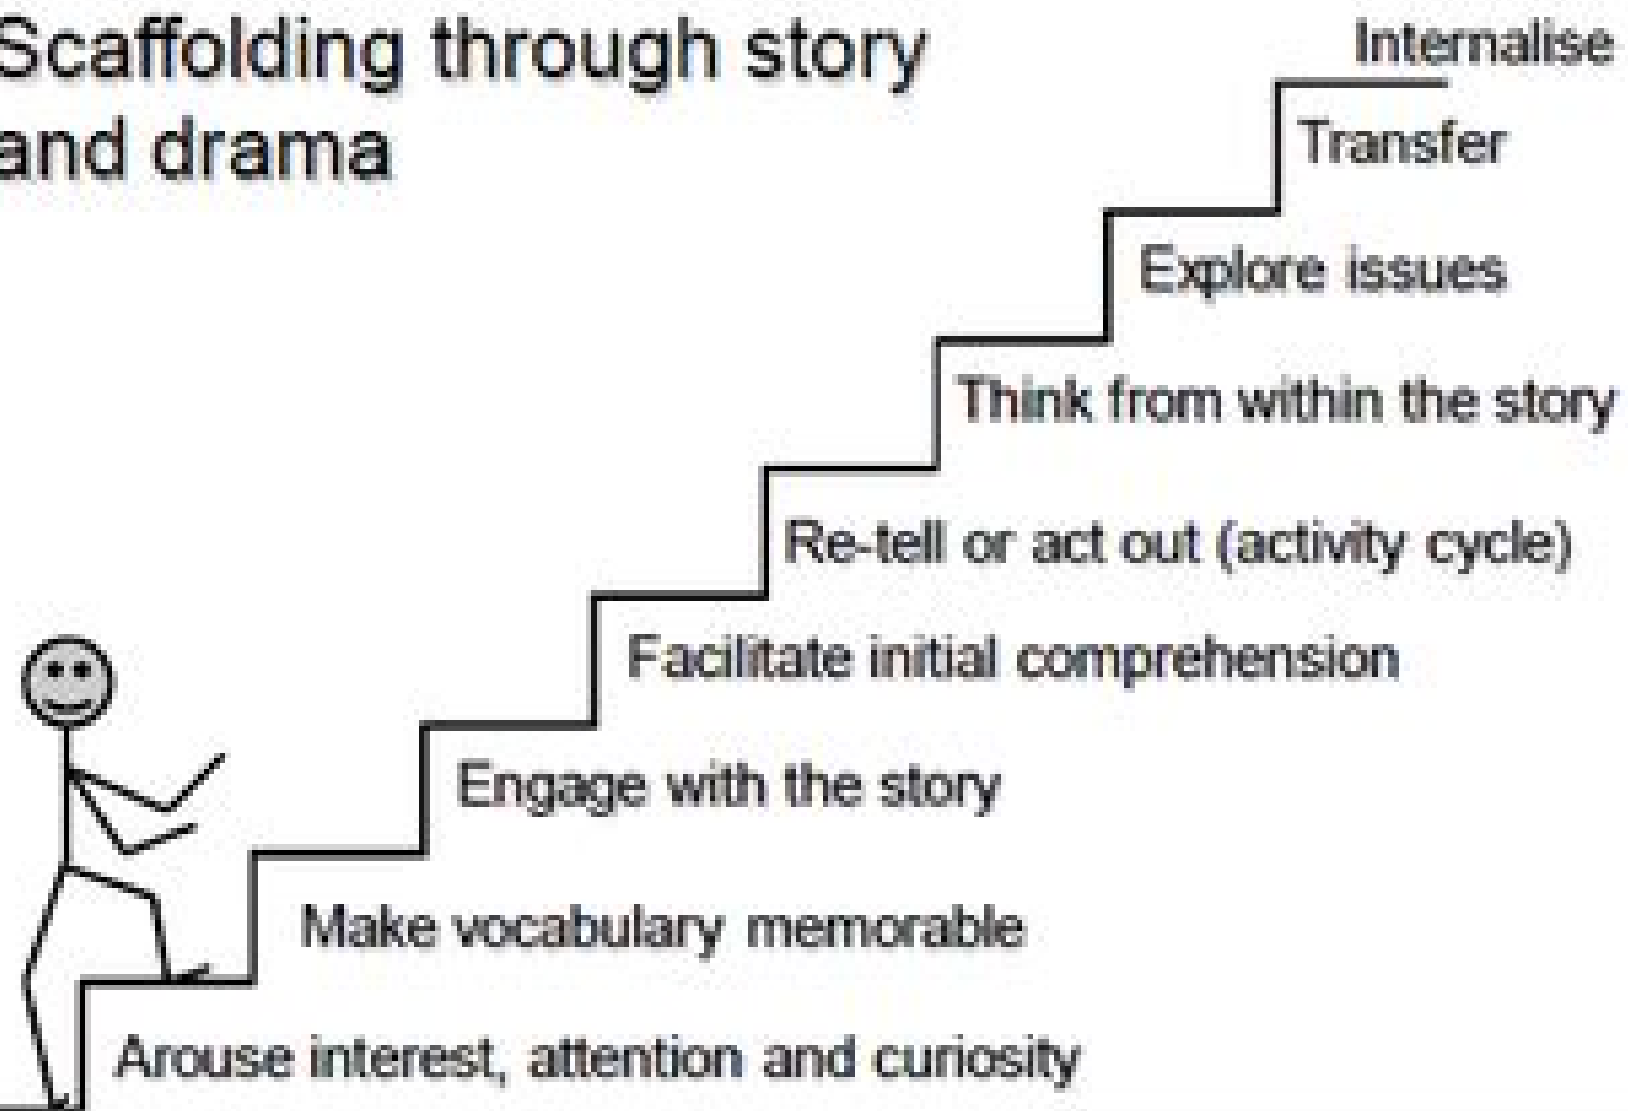 Scaffolding through story
and drama
Internalise
Transfer
Explore issues
Think from within the story
Re-tell or act out (activity cycle)
Facilitate initial comprehension
Engage with the story
Make vocabulary memorable
Arouse interest, attention and curiosity